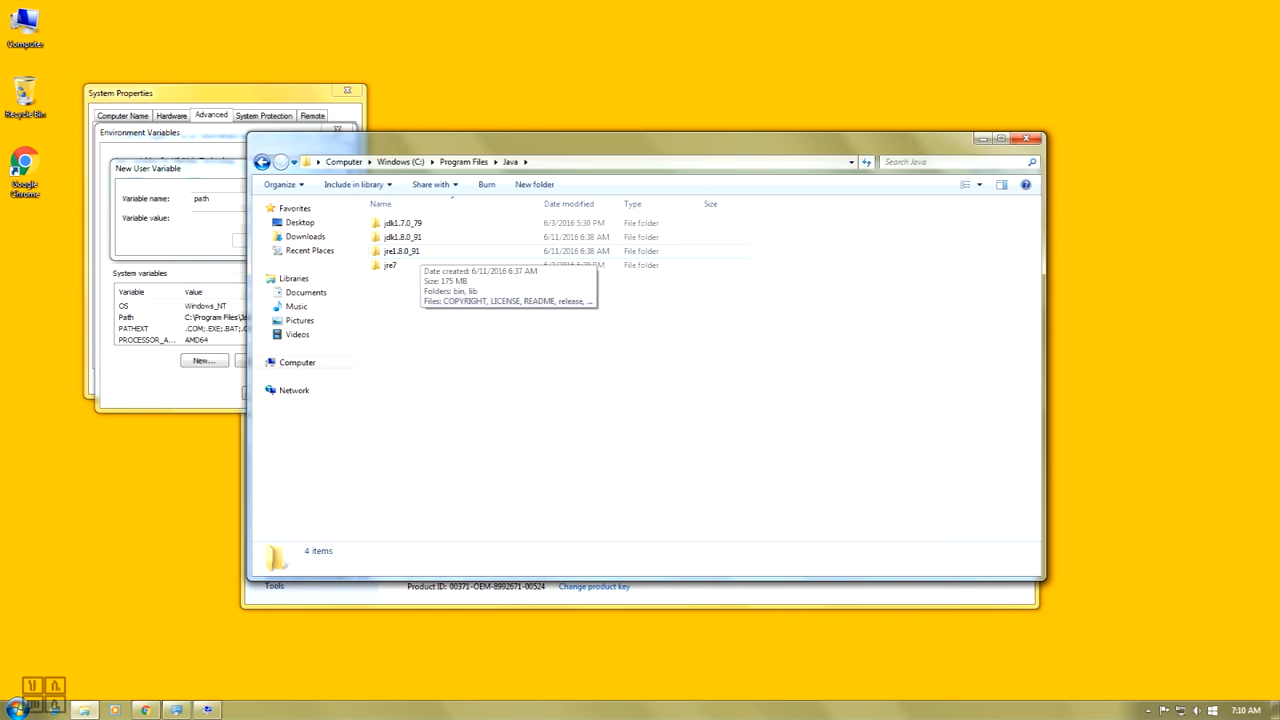 Computer
Recycle Bin
Google
Chrome
System Properties
Computer Name
Hardware
Advanced
System Protection
Remote
Environment Variables
New User Variable
Variable name:
path
Variable value:
System variables
Variable
Value
OS
Windows_NT
Path
C:\Program Files\Ja
PATHEXT
.COM;.EXE;.BAT;
PROCESSOR_A...
AMD64
New...
Computer
Windows (C:)
Program Files
Java
Search Java
Organize
Include in library
Share with
Burn
New folder
Favorites
Desktop
Downloads
Recent Places
Libraries
Documents
Music
Pictures
Videos
Computer
Network
Name
Date modified
Type
Size
jdk1.7.0_79
6/3/2016 5:30 PM
File folder
jdk1.8.0_91
6/11/2016 6:38 AM
File folder
jre1.8.0_91
6/11/2016 6:38 AM
File folder
jre7
File folder
Date created: 6/11/2016 6:37 AM
Size: 175 MB
Folders: bin, lib
Files: COPYRIGHT, LICENSE, README, release, ...
4 items
Tools
Product ID: 00371-OEM-8992671-00524
Change product key
7:10 AM